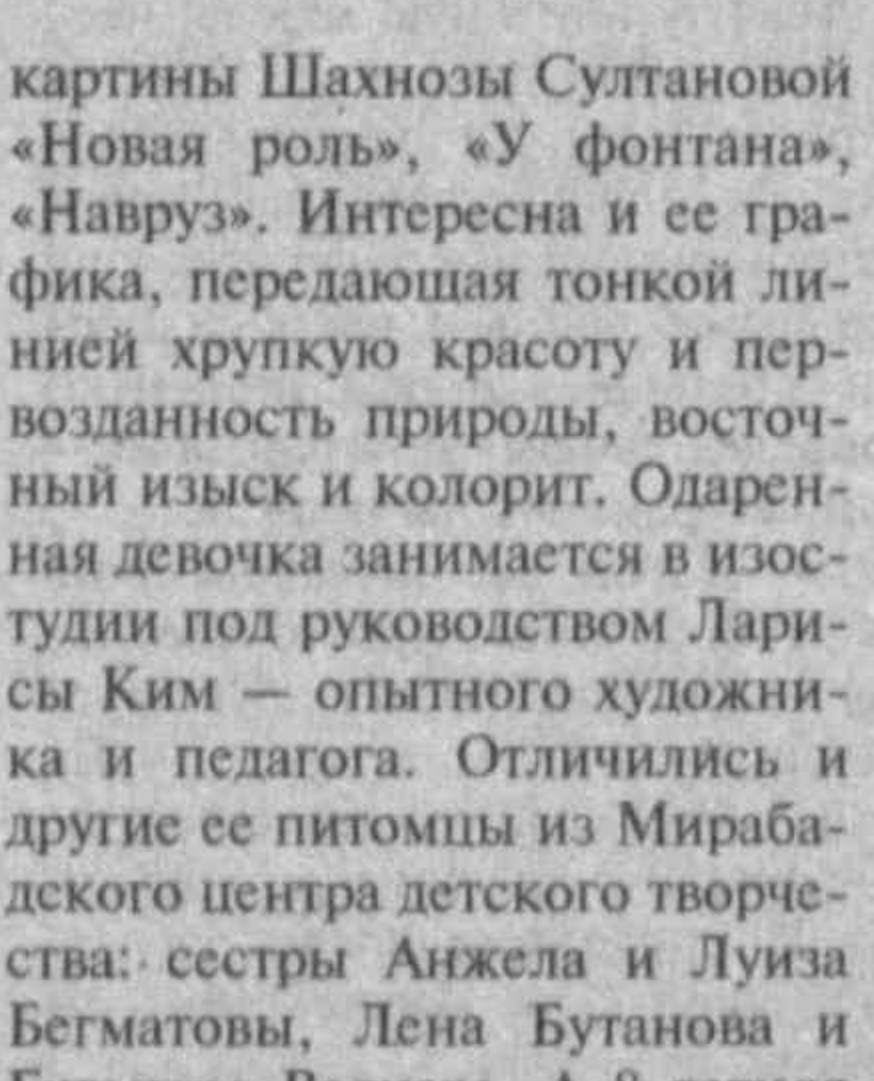 картины Шахнозы Султановой
«Новая роль», «У фонтана»,
«Навруз». Интересна и ее гра-
фика, передающая тонкой ли-
нией хрупкую красоту и пер-
возданность природы, восточ-
ный изыск и колорит. Одарен-
ная девочка занимается в изос-
тудии под руководством Лари-
сы Ким — опытного художни-
ка и педагога. Отличились и
другие ее питомцы из Мираба-
дского центра детского творче-
ства: сестры Анжела и Луиза
Бегматовы, Лена Бутанова и